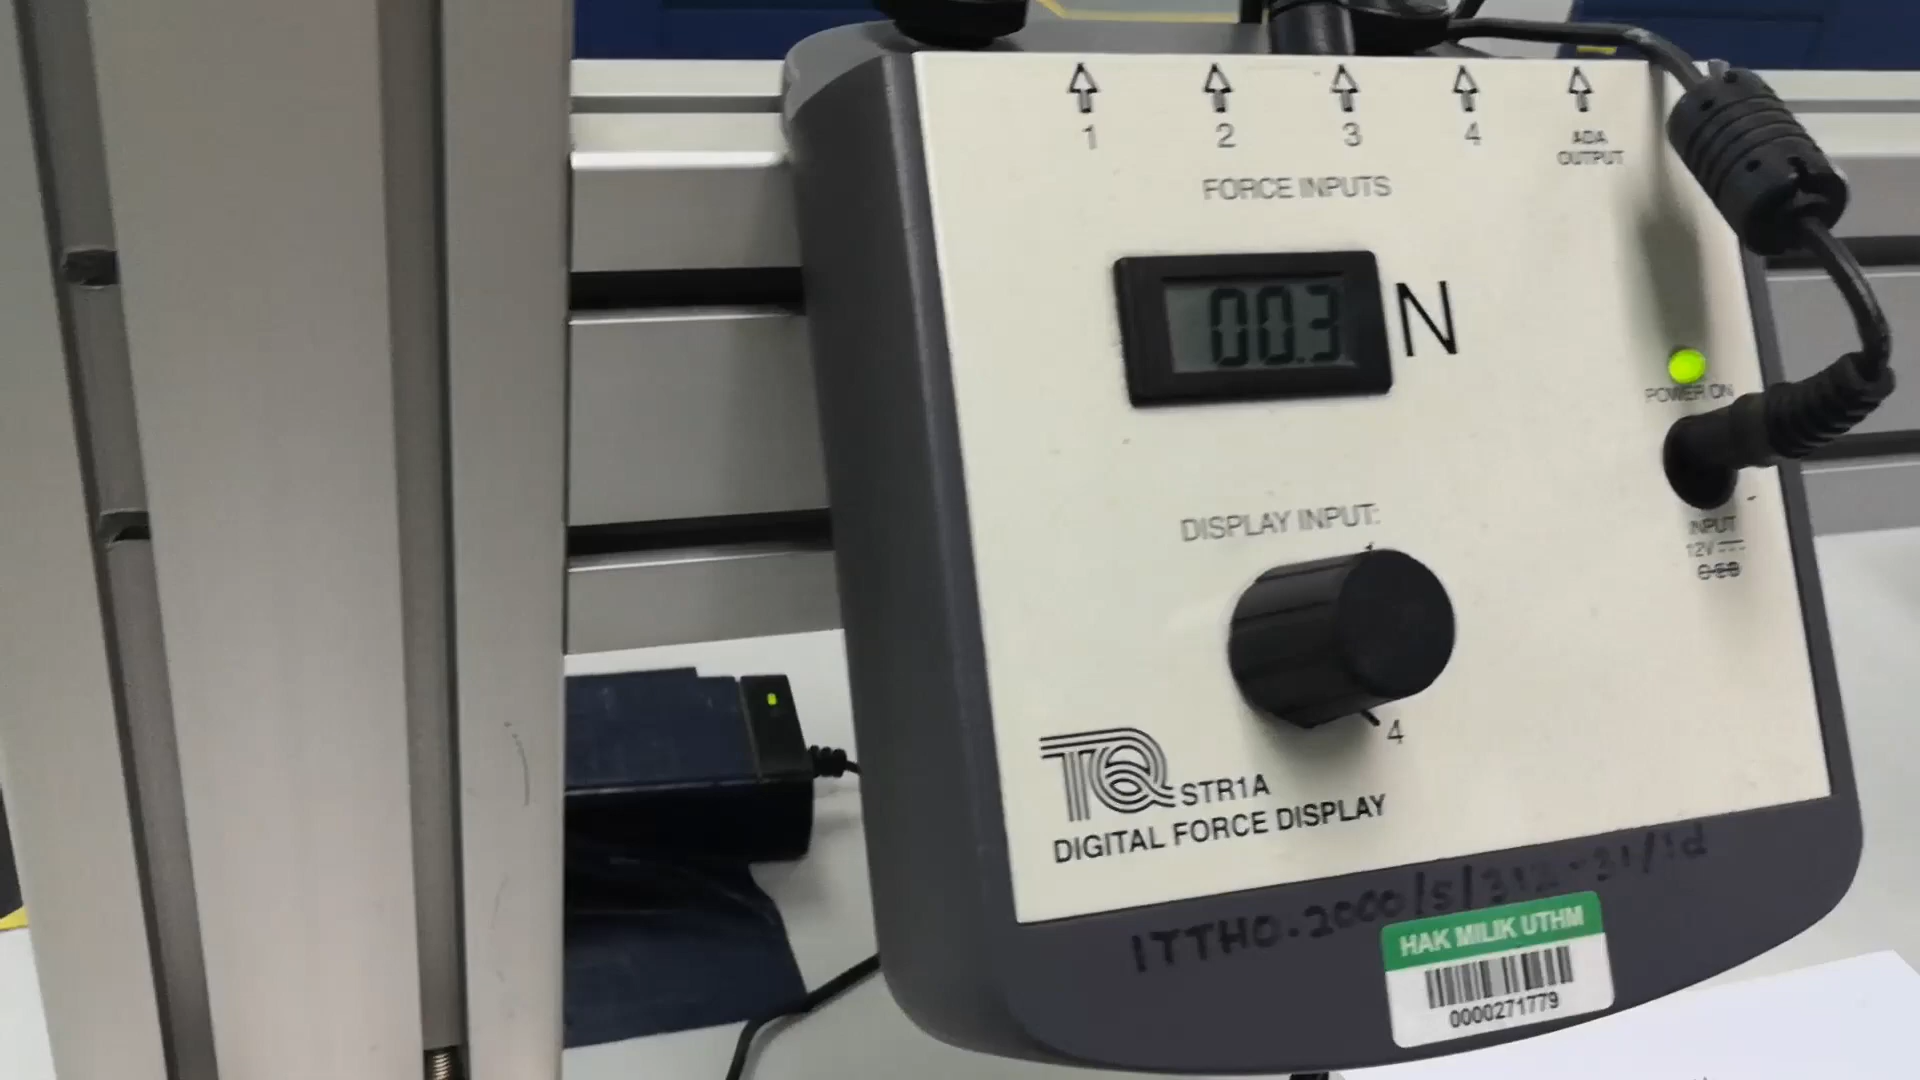 1 2 3 4
ADA
OUTPUT
FORCE INPUTS
00.3 N
POWER ON
DISPLAY INPUT:
1
INPUT
12V
4
TQ STR1A
DIGITAL FORCE DISPLAY
HAK MILIK UTHM
0000271779